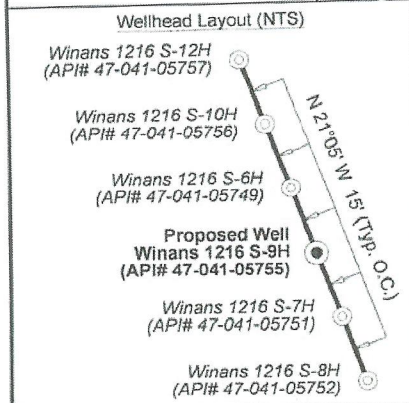 Wellhead Layout (NTS)
Winans 1216 S-12H
(API# 47-041-05757)
Winans 1216 S-10H
(API# 47-041-05756)
N 21°05' W 15' (Typ. O.C.)
Winans 1216 S-6H
(API# 47-041-05749)
Proposed Well
Winans 1216 S-9H
(API# 47-041-05755)
Winans 1216 S-7H
(API# 47-041-05751)
Winans 1216 S-8H
(API# 47-041-05752)